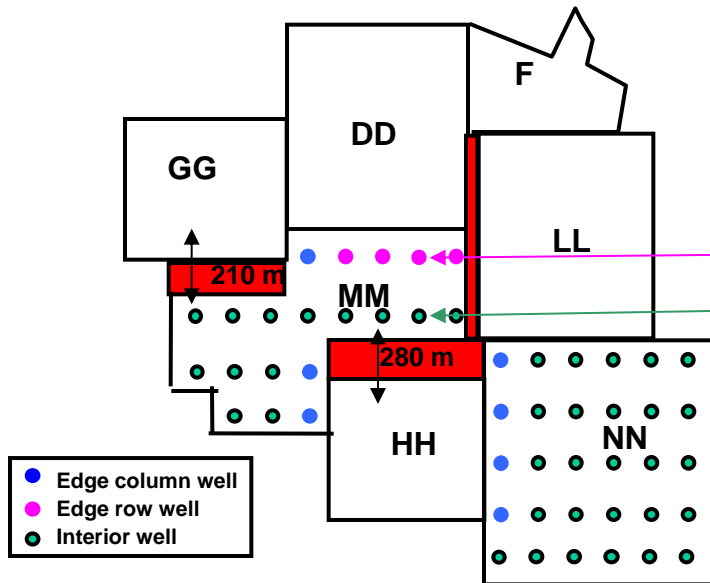 F
DD
GG
LL
210 m
MM
280 m
HH
NN
Edge column well
Edge row well
Interior well